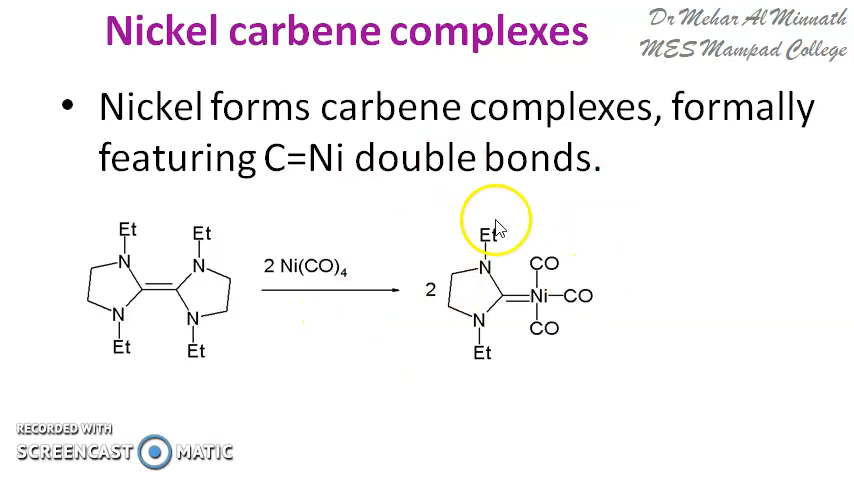 Nickel carbene complexes
Dr Mehar Al Minnath
MES Mampad College
• Nickel forms carbene complexes, formally
featuring C=Ni double bonds.
Et
Et
N
N
N
N
Et
Et
2 Ni(CO)4
2
Et
N
N
Et
CO
Ni–CO
CO
RECORDED WITH
SCREENCAST MATIC